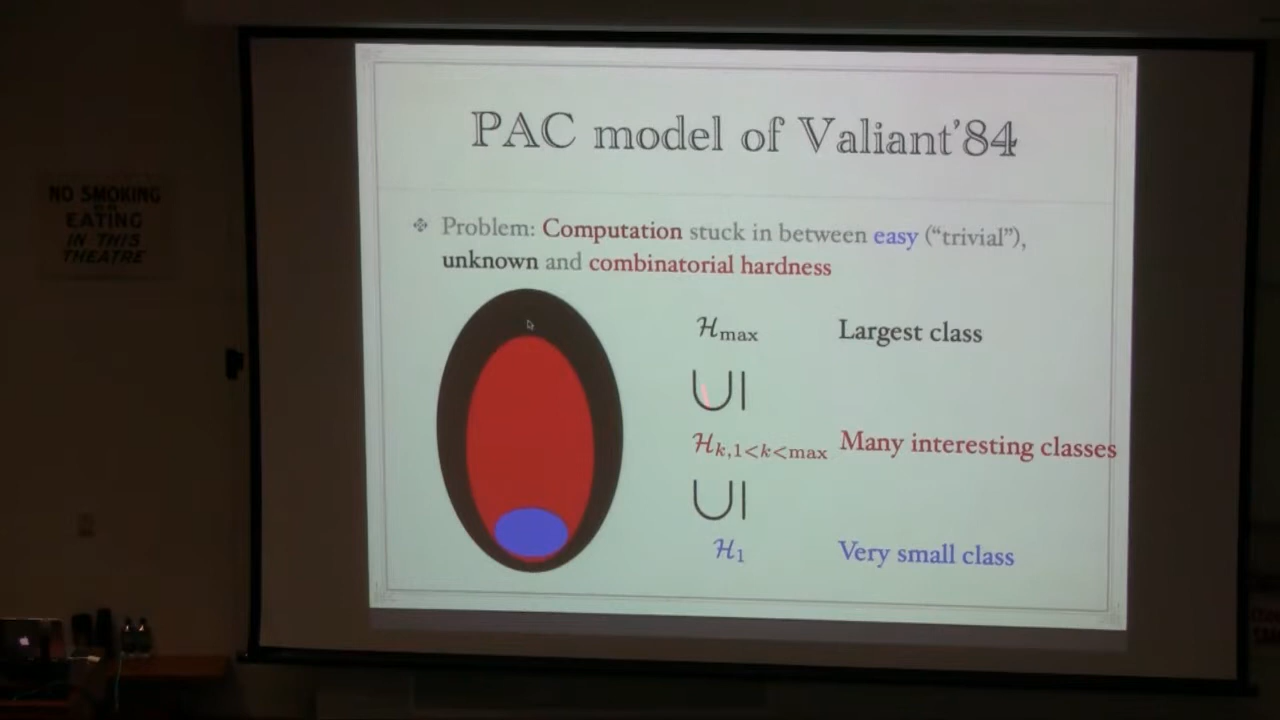 PAC model of Valiant'84
NO SMOKING
OR
EATING
IN THIS
THEATRE
❖ Problem: Computation stuck in between easy (“trivial”),
unknown and combinatorial hardness
ℋmax Largest class
⊆
ℋk,1<k<max Many interesting classes
⊆
ℋ1 Very small class